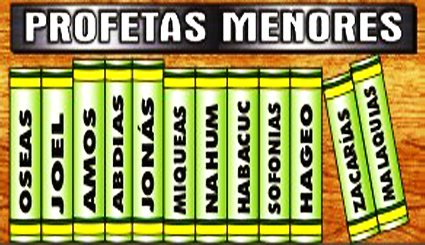 PROFETAS MENORES
OSEAS
JOEL
AMOS
ABDIAS
JONÁS
MIQUEAS
NAHUM
HABACUC
SOFONIAS
HAGEO
ZACARÍAS
MALAQUIAS